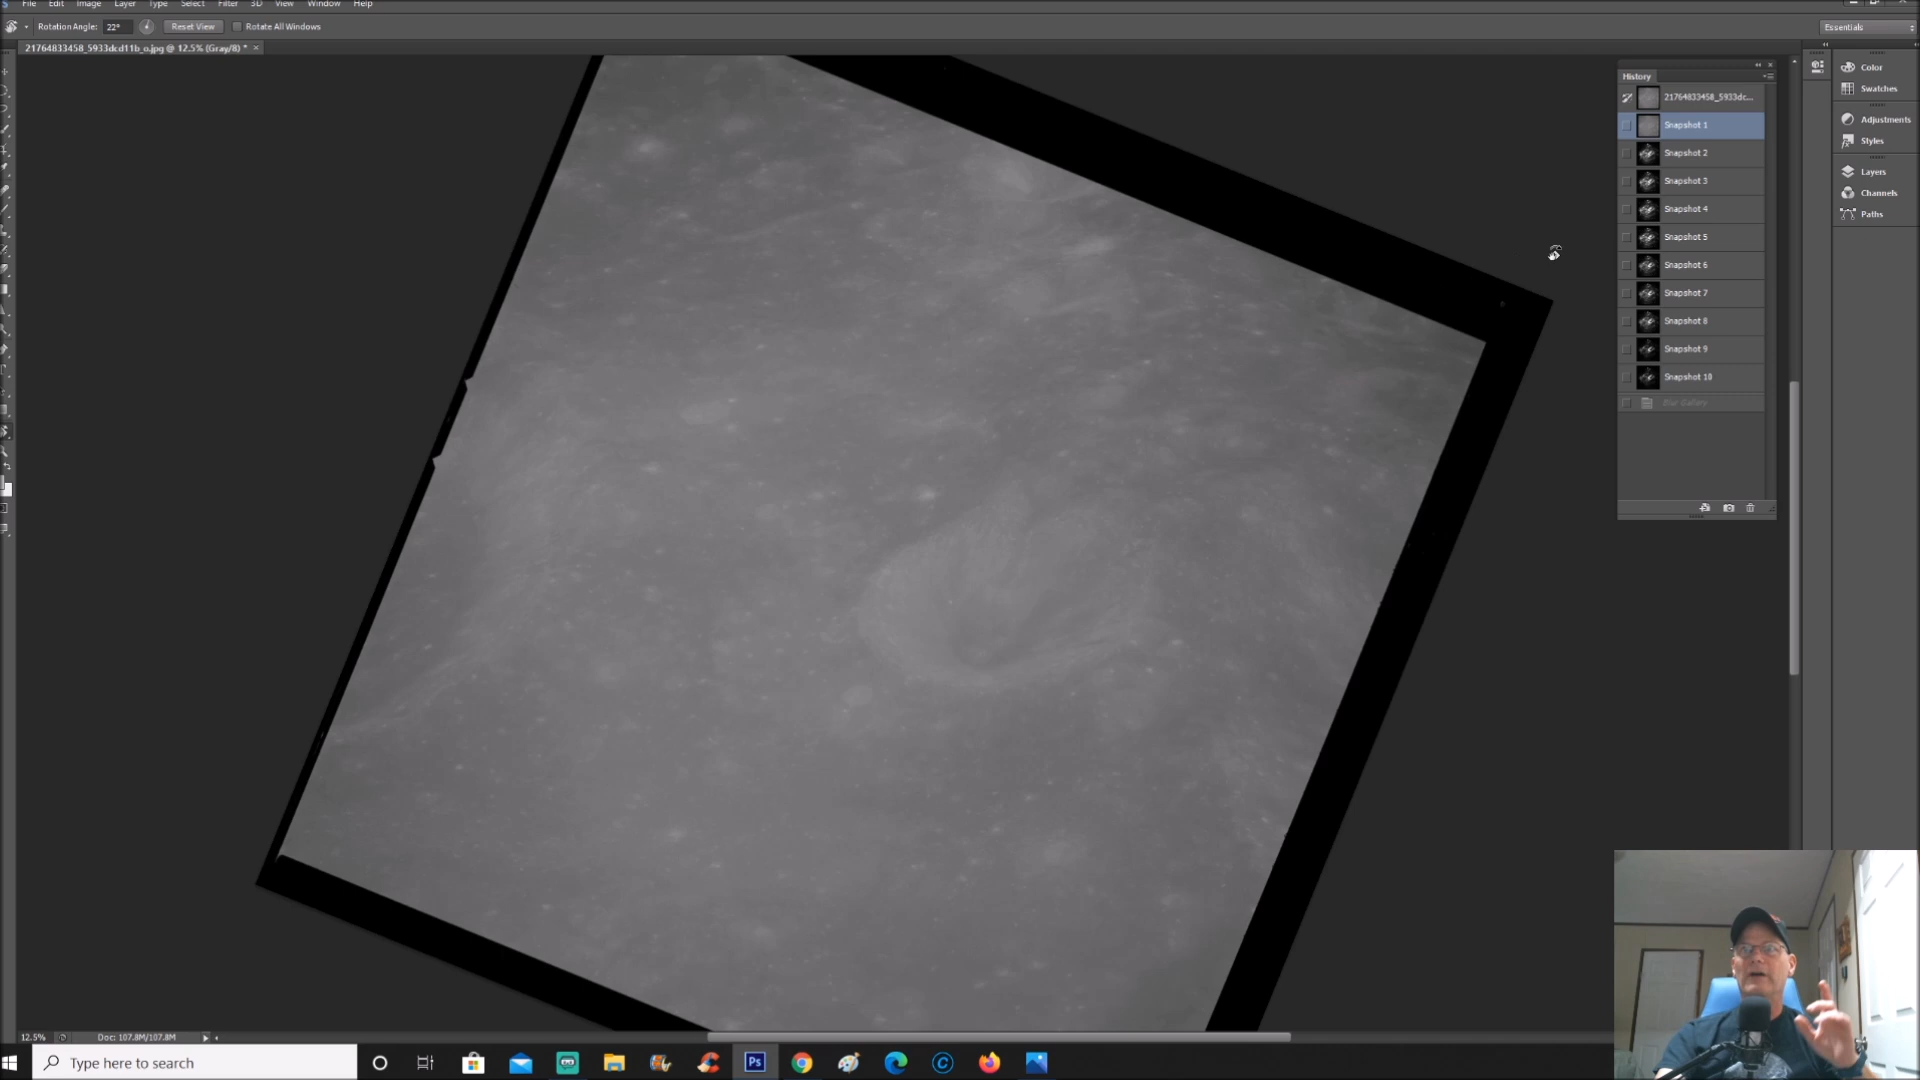 File Edit Image Layer Type Select Filter 3D View Window Help
Rotation Angle: 22° Reset View Rotate All Windows Essentials
21764833458_5933dcd11b_o.jpg @ 12.5% (Gray/8) *
History
21764833458_5933dc...
Snapshot 1
Snapshot 2
Snapshot 3
Snapshot 4
Snapshot 5
Snapshot 6
Snapshot 7
Snapshot 8
Snapshot 9
Snapshot 10
Blur Gallery
Color
Swatches
Adjustments
Styles
Layers
Channels
Paths
12.5% Doc: 107.8M/107.8M
Type here to search
Ps